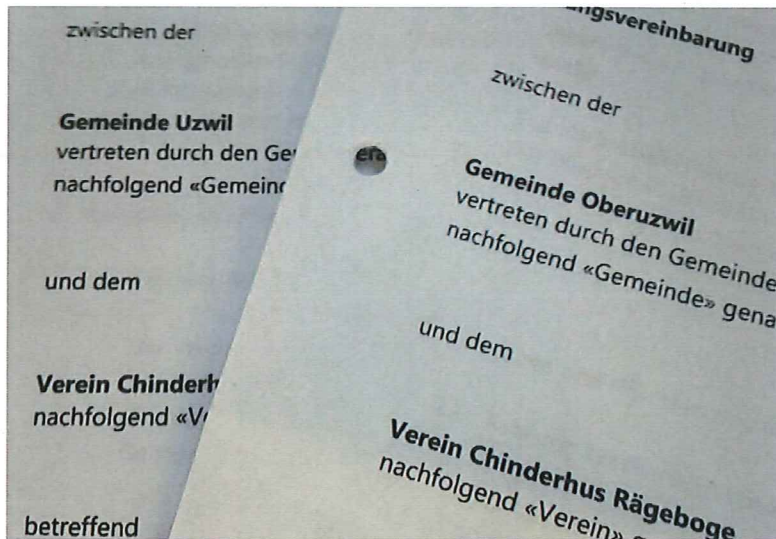 zwischen der
Gemeinde Uzwil
vertreten durch den Ge
nachfolgend «Gemein
und dem
Verein Chinderh
nachfolgend «V
betreffend
ngsvereinbarung
zwischen der
Gemeinde Oberuzwil
vertreten durch den Gemeinde
nachfolgend «Gemeinde» gena
und dem
Verein Chinderhus Rägeboge
nachfolgend «Verein»